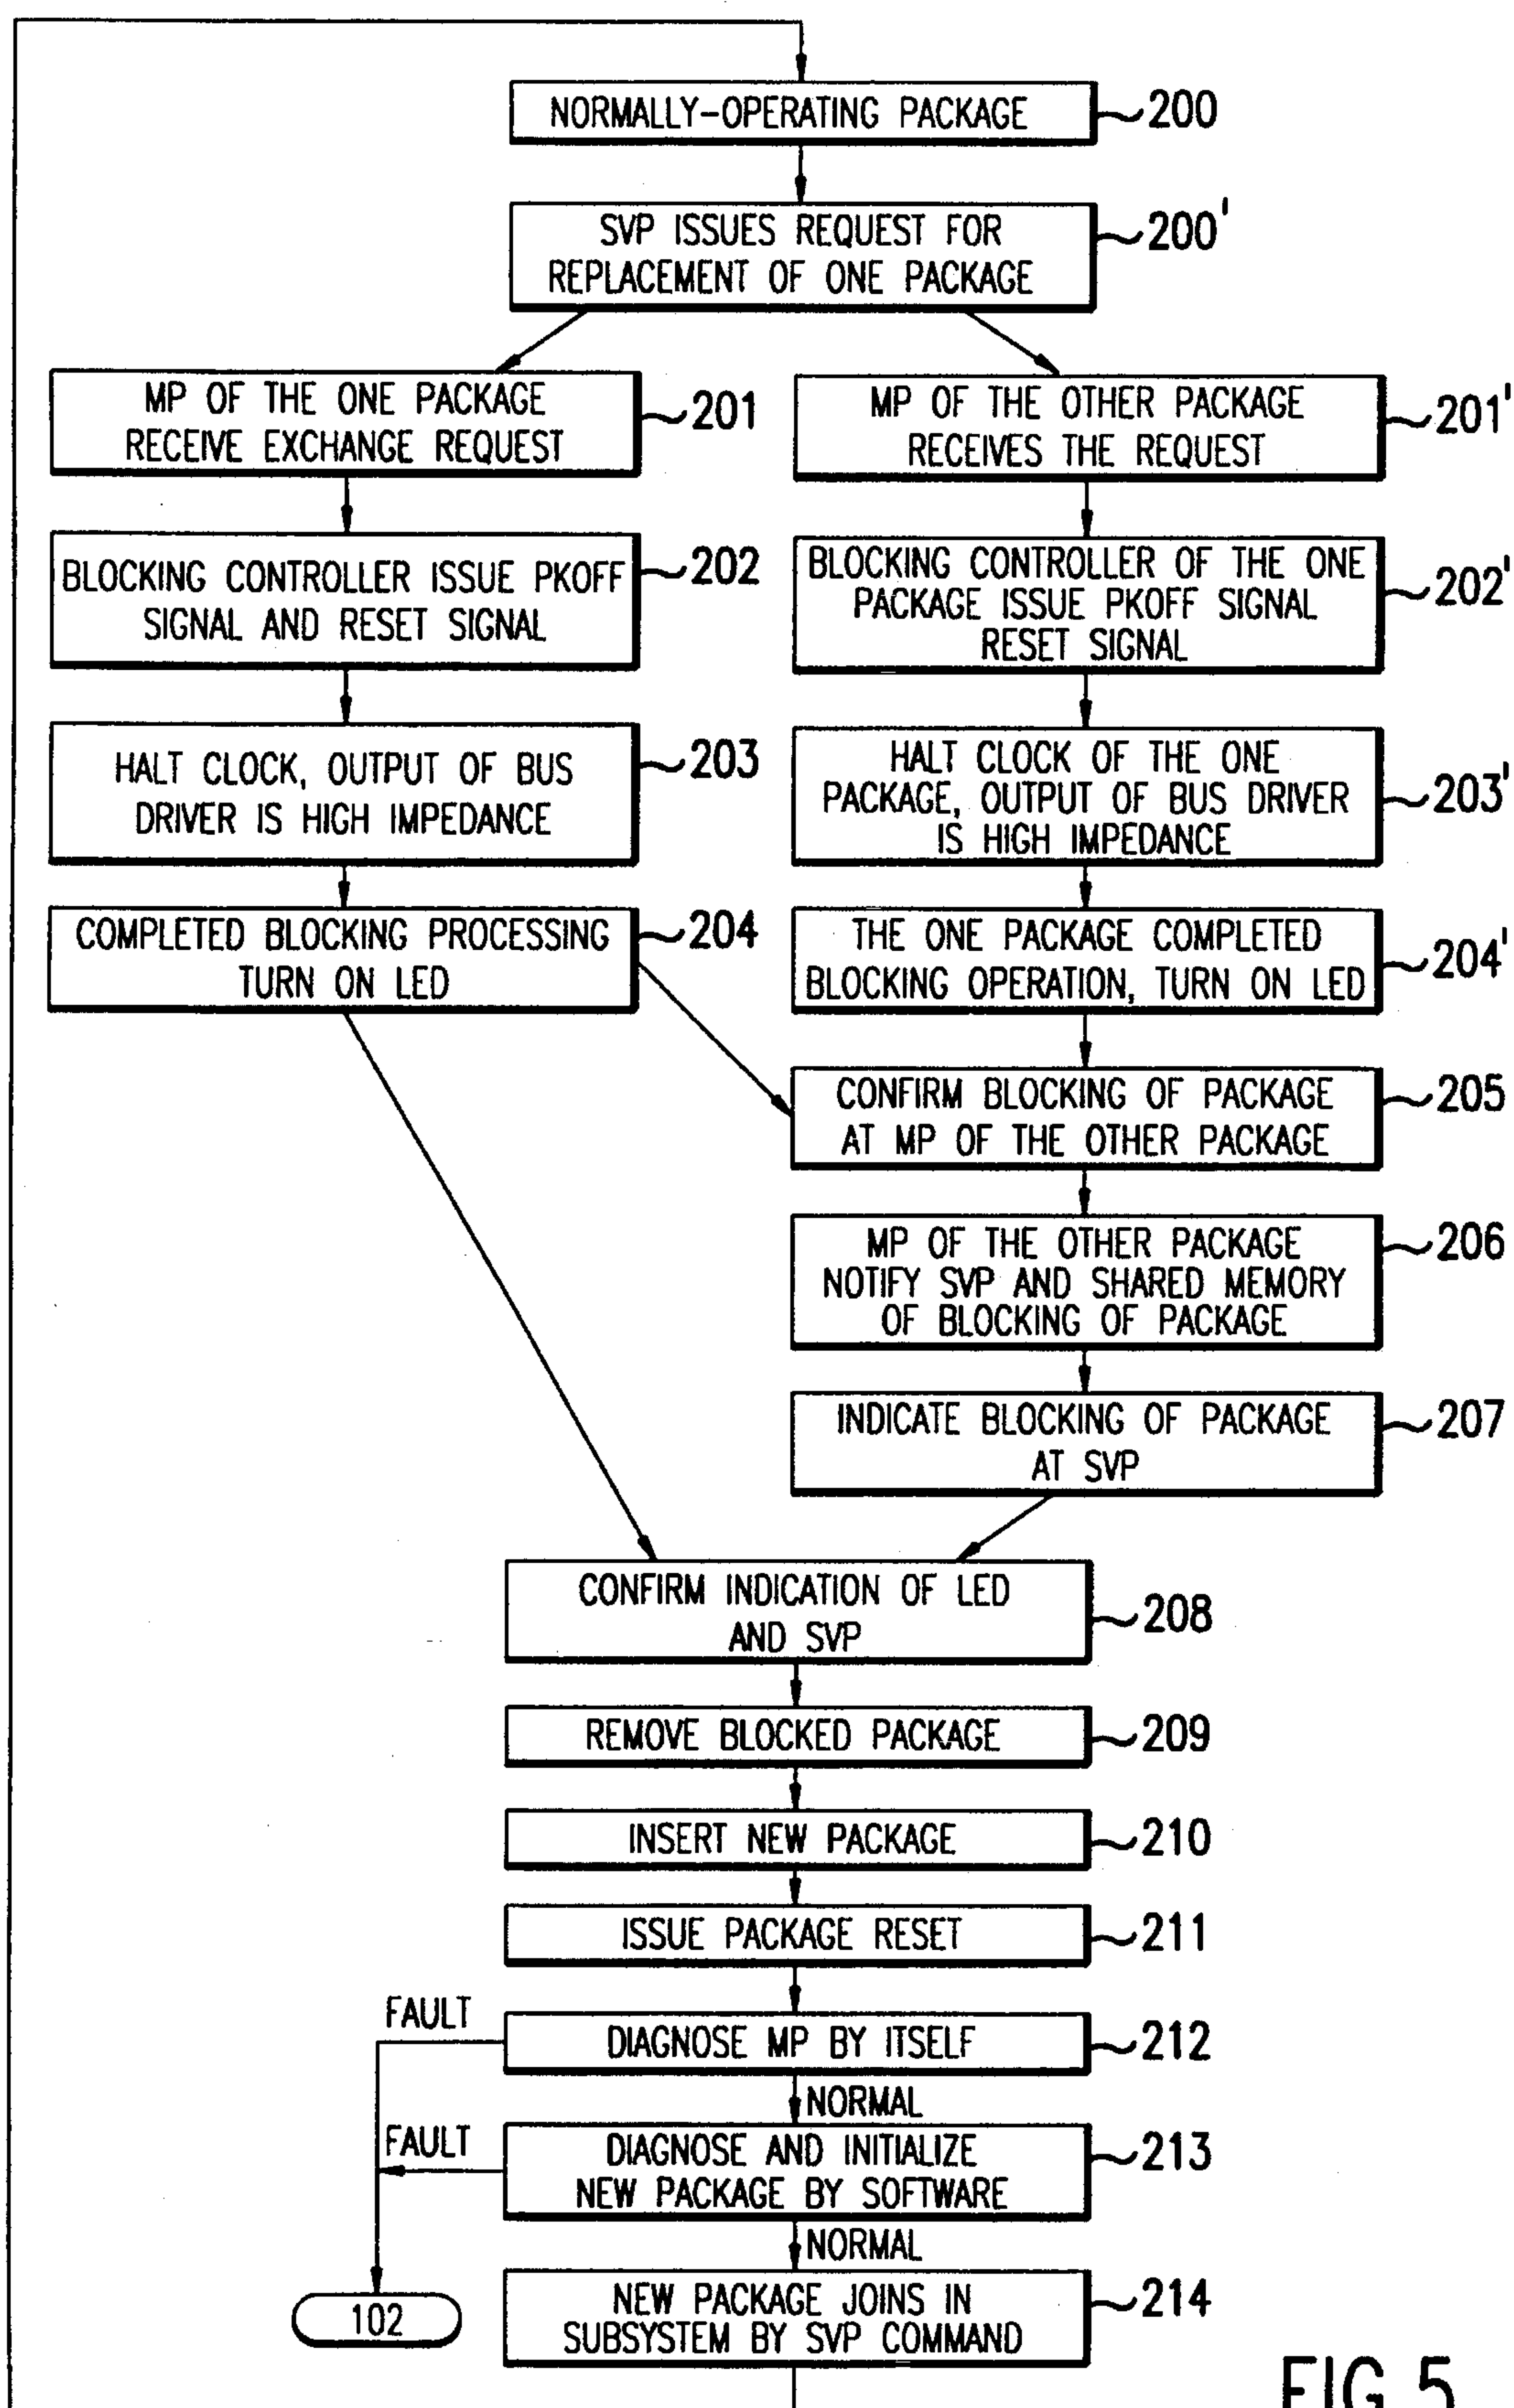 NORMALLY-OPERATING PACKAGE
200
SVP ISSUES REQUEST FOR
REPLACEMENT OF ONE PACKAGE
200'
MP OF THE ONE PACKAGE
RECEIVE EXCHANGE REQUEST
201
MP OF THE OTHER PACKAGE
RECEIVES THE REQUEST
201'
BLOCKING CONTROLLER ISSUE PKOFF
SIGNAL AND RESET SIGNAL
202
BLOCKING CONTROLLER OF THE ONE
PACKAGE ISSUE PKOFF SIGNAL
RESET SIGNAL
202'
HALT CLOCK, OUTPUT OF BUS
DRIVER IS HIGH IMPEDANCE
203
HALT CLOCK OF THE ONE
PACKAGE, OUTPUT OF BUS DRIVER
IS HIGH IMPEDANCE
203'
COMPLETED BLOCKING PROCESSING
TURN ON LED
204
THE ONE PACKAGE COMPLETED
BLOCKING OPERATION, TURN ON LED
204'
CONFIRM BLOCKING OF PACKAGE
AT MP OF THE OTHER PACKAGE
205
MP OF THE OTHER PACKAGE
NOTIFY SVP AND SHARED MEMORY
OF BLOCKING OF PACKAGE
206
INDICATE BLOCKING OF PACKAGE
AT SVP
207
CONFIRM INDICATION OF LED
AND SVP
208
REMOVE BLOCKED PACKAGE
209
INSERT NEW PACKAGE
210
ISSUE PACKAGE RESET
211
FAULT
DIAGNOSE MP BY ITSELF
212
NORMAL
FAULT
DIAGNOSE AND INITIALIZE
NEW PACKAGE BY SOFTWARE
213
NORMAL
102
NEW PACKAGE JOINS IN
SUBSYSTEM BY SVP COMMAND
214
FIG.5